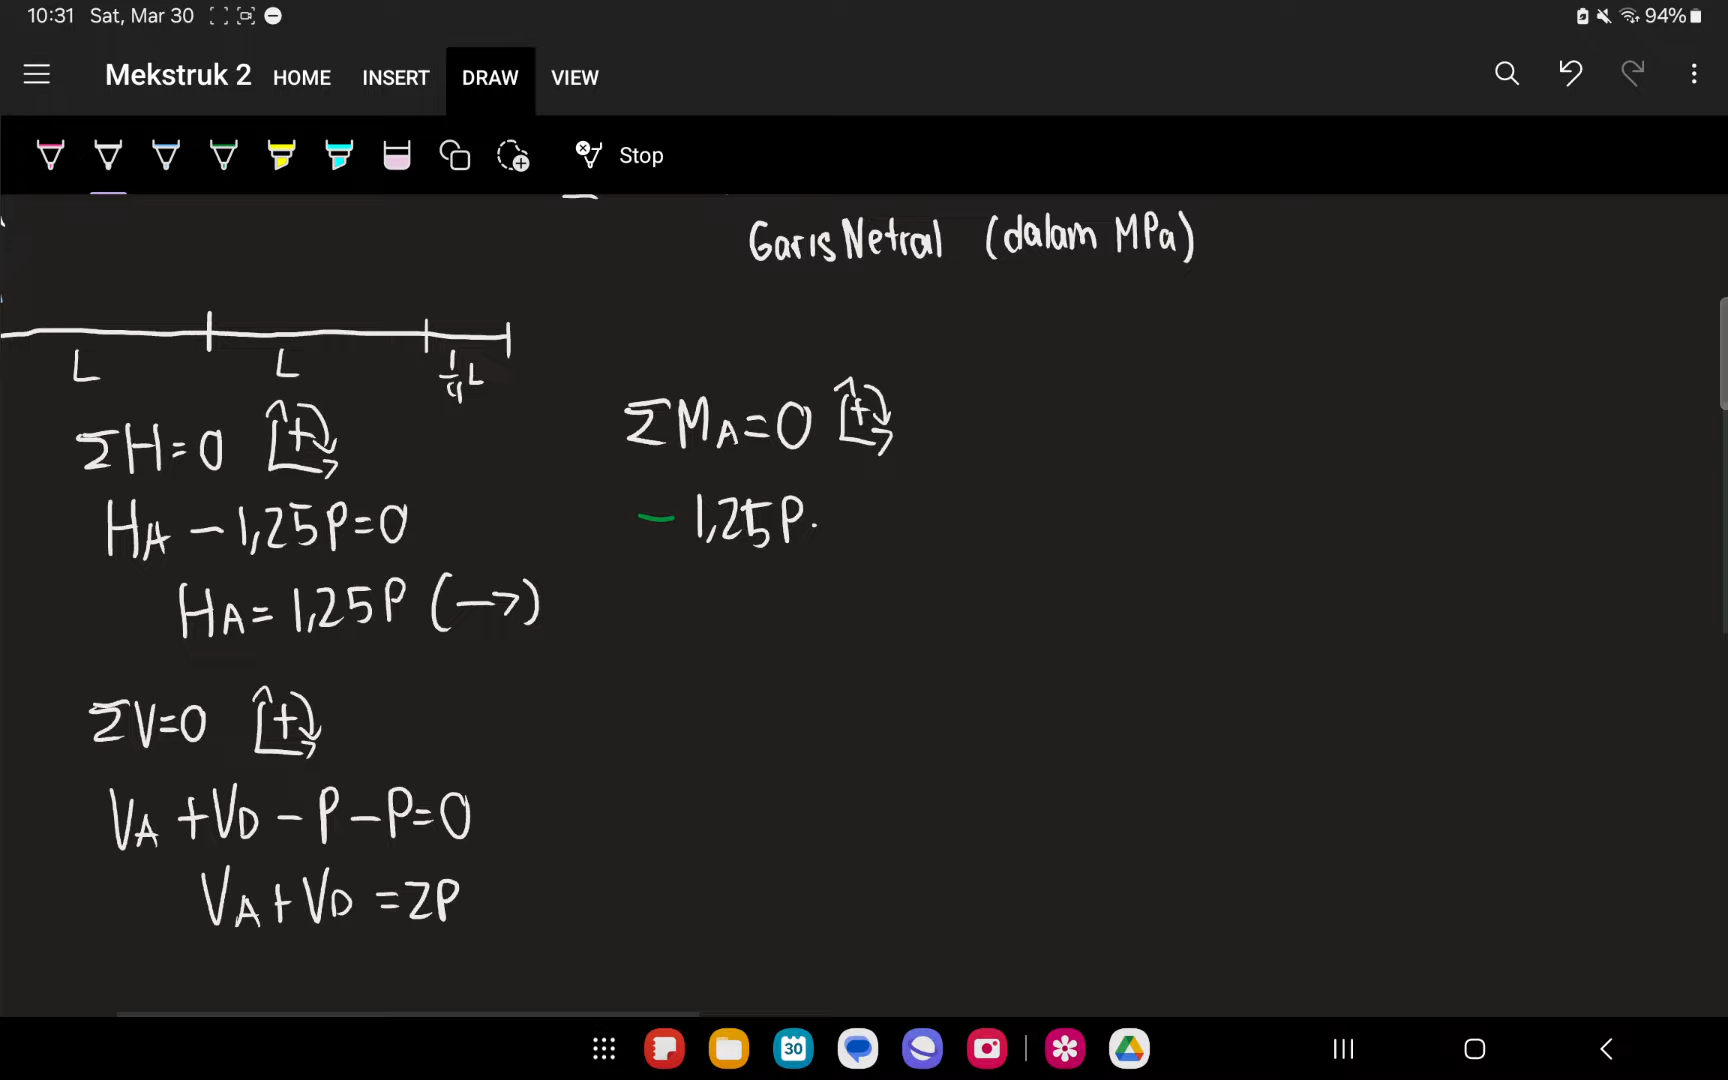 10:31 Sat, Mar 30 94%
Mekstruk 2 HOME INSERT DRAW VIEW
Stop
Garis Netral (dalam MPa)
L L 1/4 L
ΣH=0 +
HA - 1,25P=0
HA = 1,25P (→)
ΣV=0 +
VA + VD - P - P=0
VA + VD = 2P
ΣMA=0 +
- 1,25P.
30